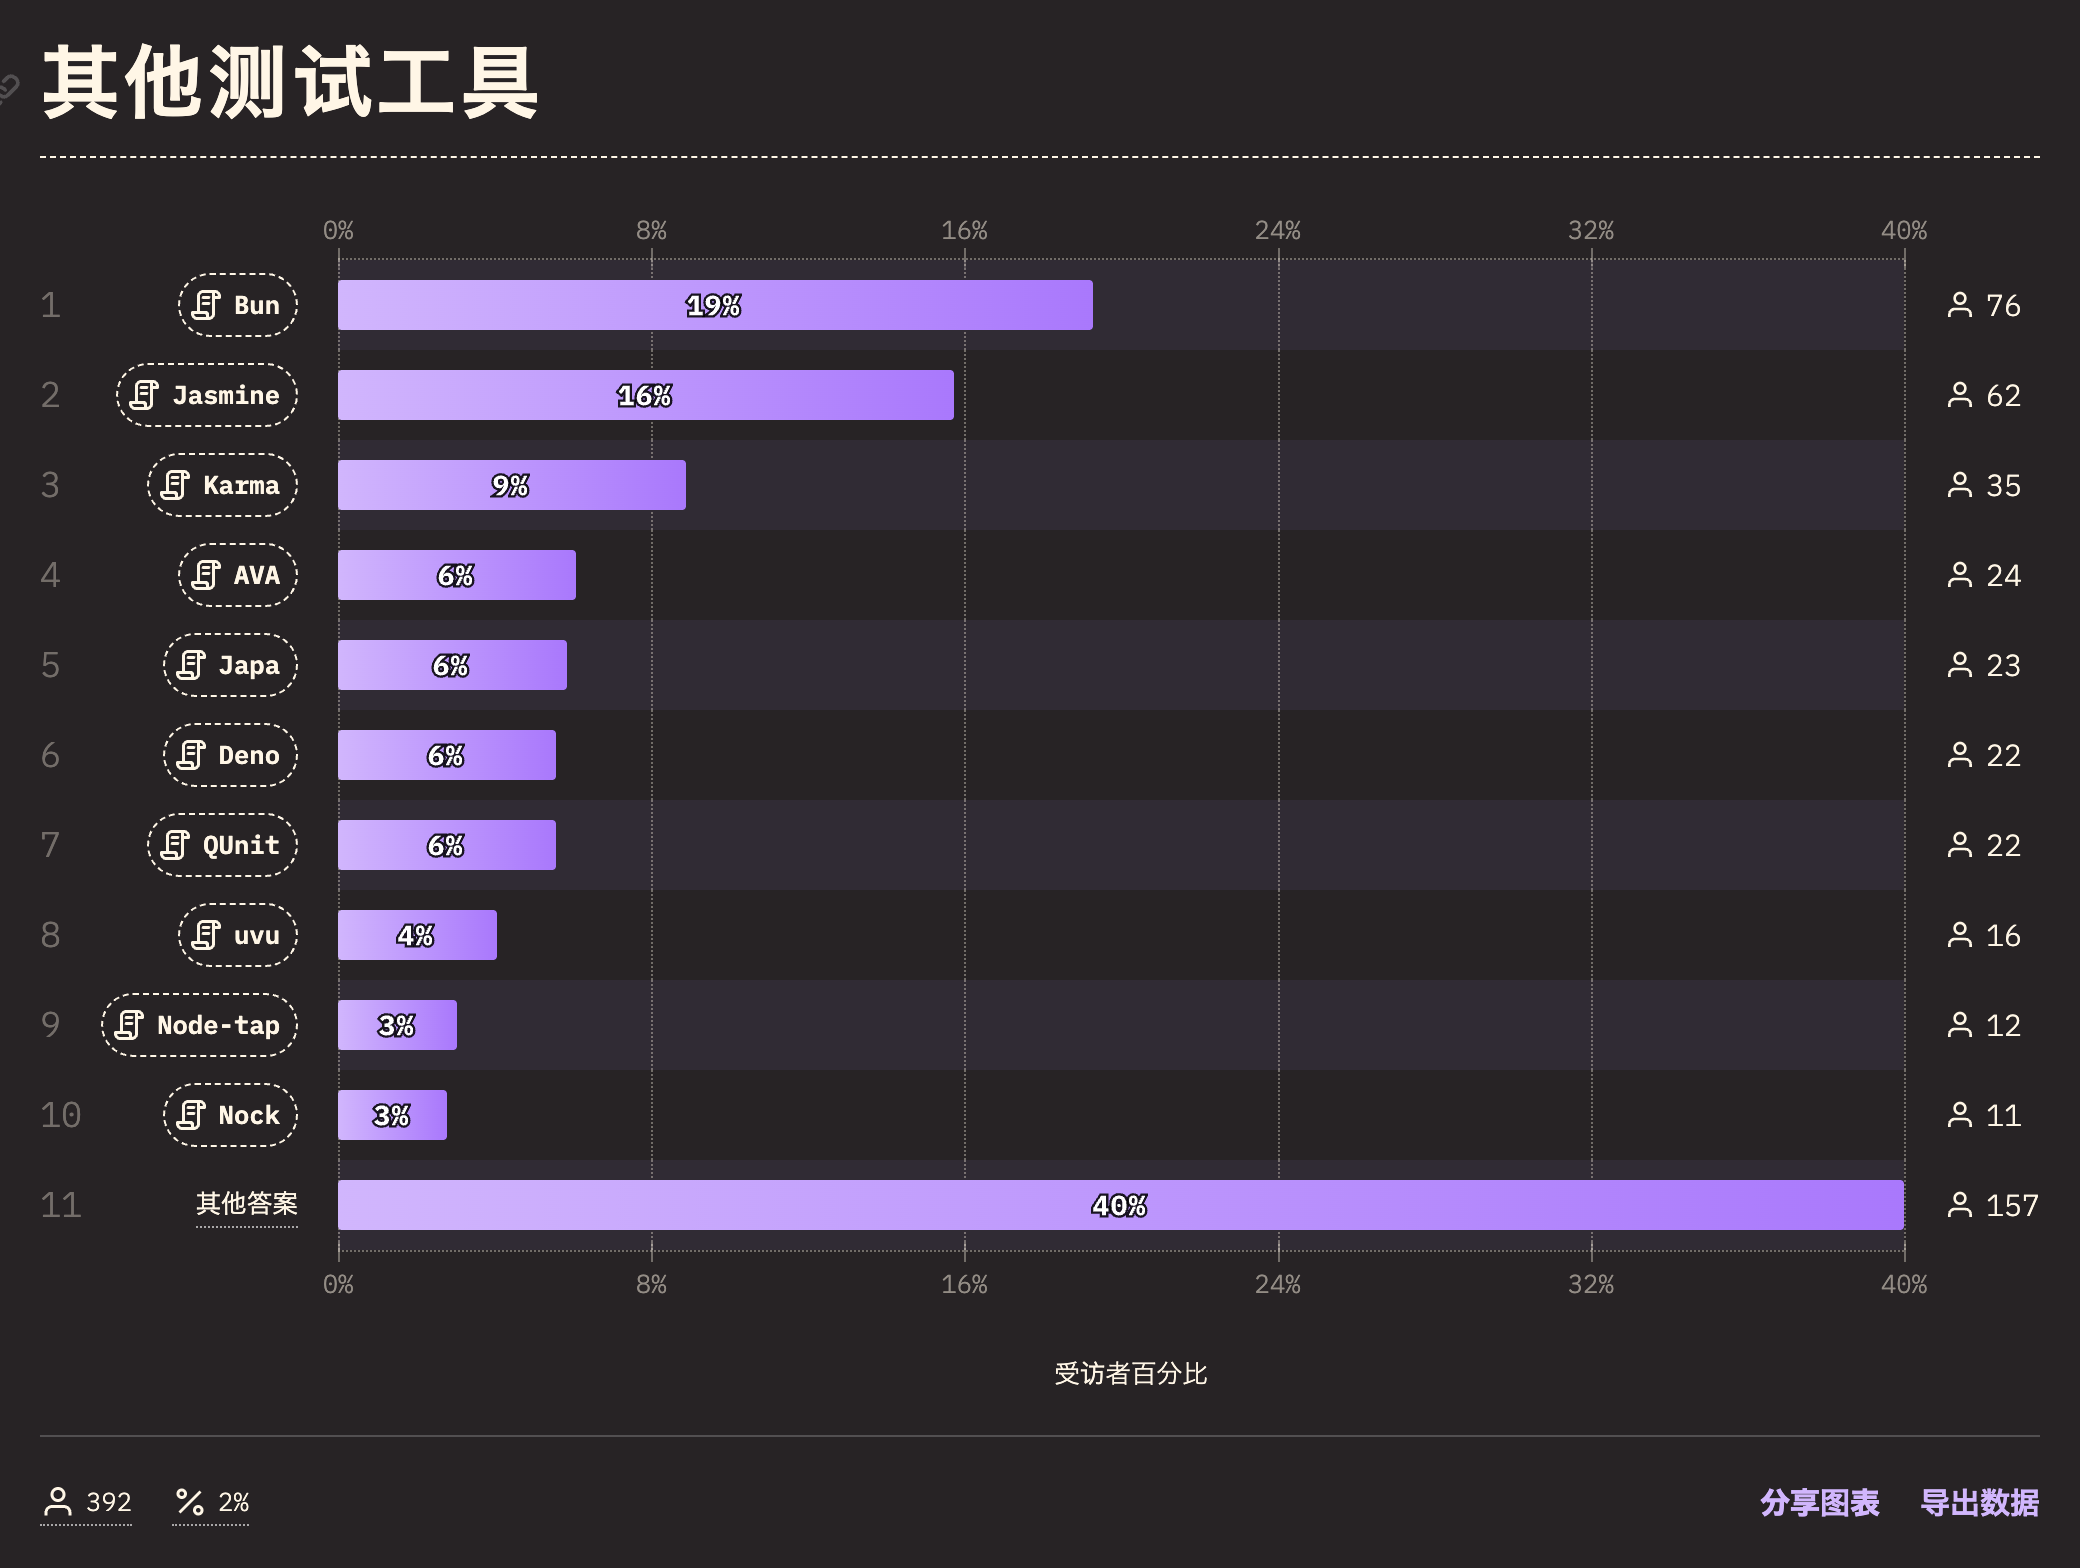 其他测试工具
0% 8% 16% 24% 32% 40%
1 Bun 19% 76
2 Jasmine 16% 62
3 Karma 9% 35
4 AVA 6% 24
5 Japa 6% 23
6 Deno 6% 22
7 QUnit 6% 22
8 uvu 4% 16
9 Node-tap 3% 12
10 Nock 3% 11
11 其他答案 40% 157
0% 8% 16% 24% 32% 40%
受访者百分比
392 2% 分享图表 导出数据